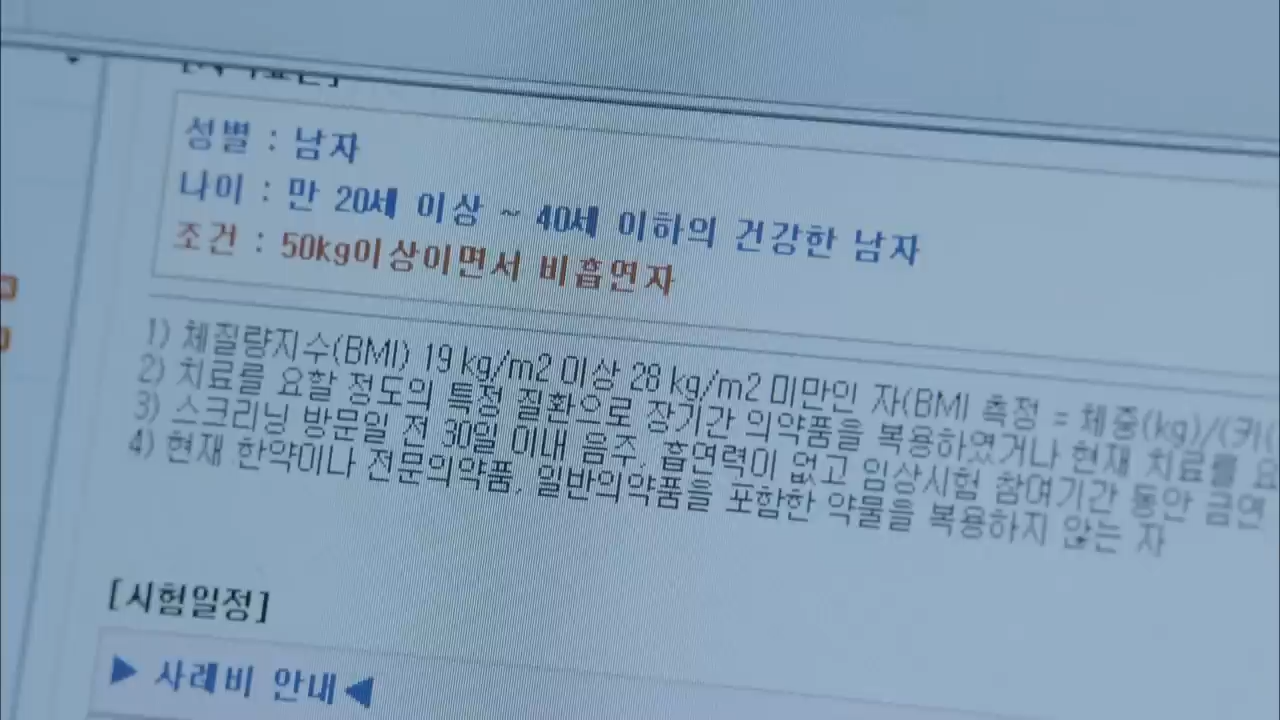 성별 : 남자
나이 : 만 20세 이상 ~ 40세 이하의 건강한 남자
조건 : 50kg이상이면서 비흡연자
1) 체질량지수(BMI) 19 kg/m2 이상 28 kg/m2 미만인 자(BMI 측정 = 체중(kg)/(키(
2) 치료를 요할 정도의 특정 질환으로 장기간 의약품을 복용하였거나 현재 치료를 요
3) 스크리닝 방문일 전 30일 이내 음주, 흡연력이 없고 임상시험 참여기간 동안 금연
4) 현재 한약이나 전문의약품, 일반의약품을 포함한 약물을 복용하지 않는 자
[시험일정]
▶ 사례비 안내◀